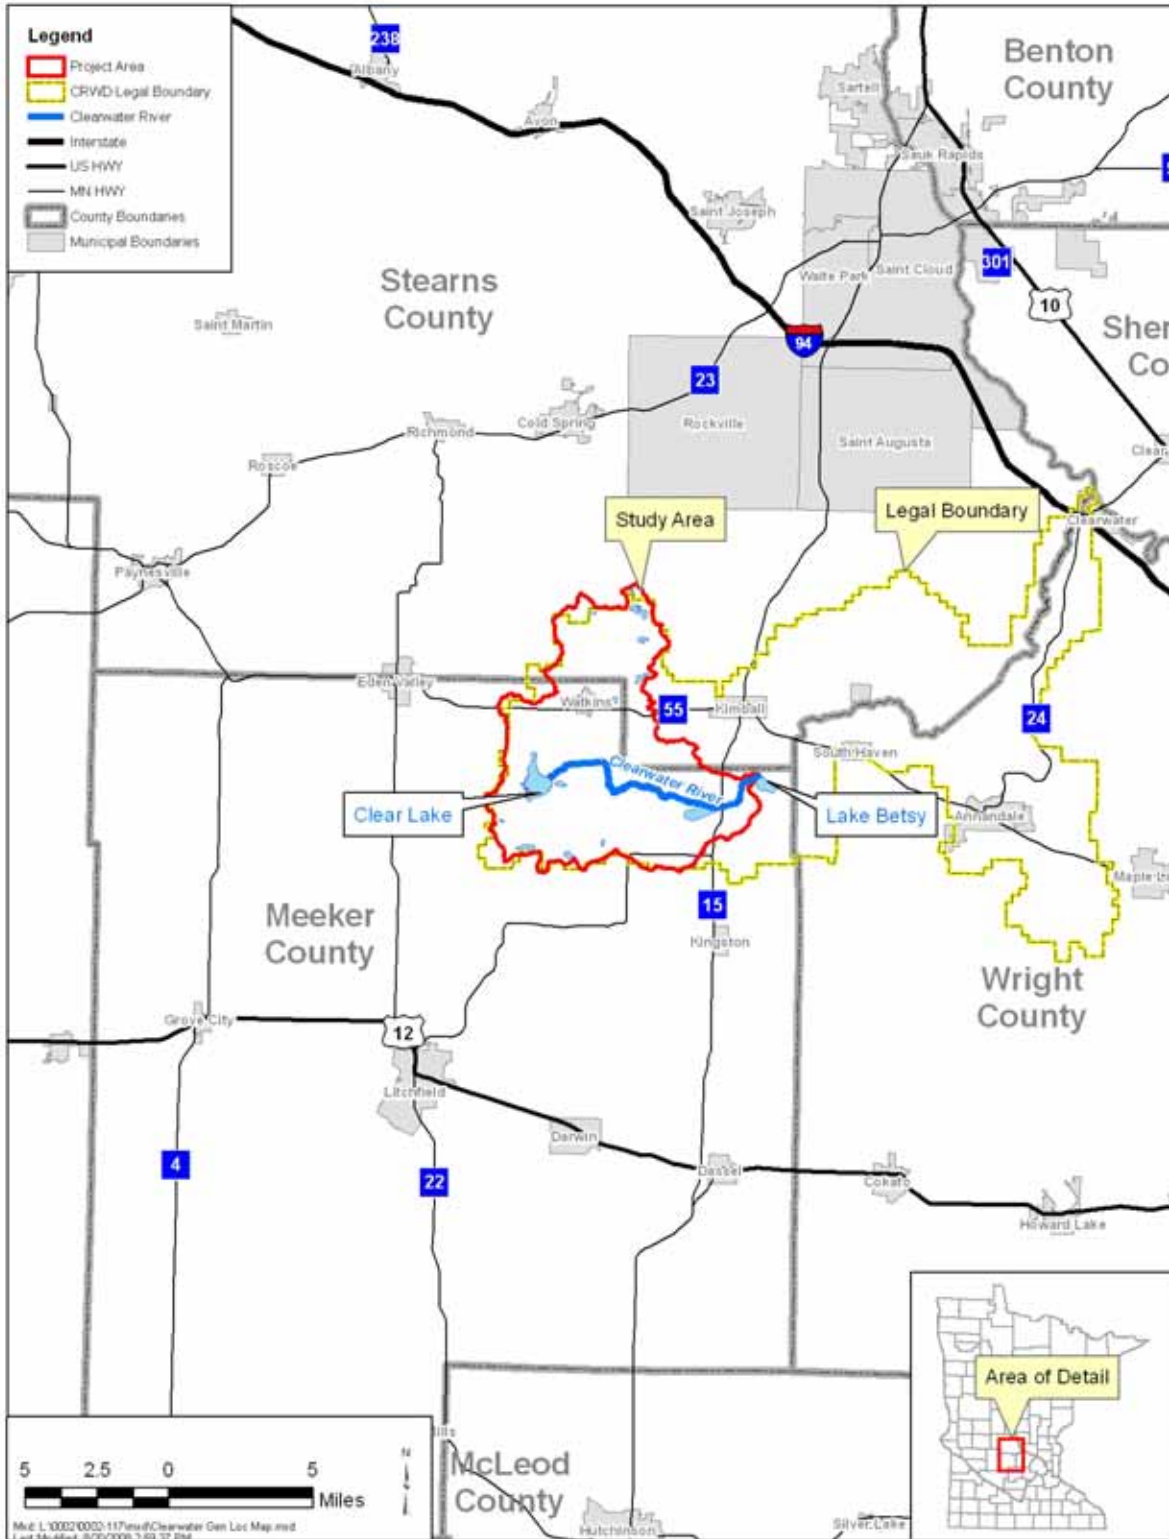 Legend
Project Area
CRWD Legal Boundary
Clearwater River
Interstate
US HWY
MN HWY
County Boundaries
Municipal Boundaries
238
Albany
Avon
Sartell
Benton
County
Sauk Rapids
Saint Joseph
Waite Park
Saint Cloud
301
10
Stearns
County
Saint Martin
94
Sher
Co
23
Cold Spring
Rockville
Saint Augusta
Richmond
Roscoe
Clear
Study Area
Legal Boundary
Clearwater
Paynesville
Eden Valley
Watkins
55
Kimball
24
South Haven
Clearwater River
Clear Lake
Lake Betsy
Annandale
Maple
15
Kingston
Meeker
County
Wright
County
Grove City
12
Litchfield
Darwin
Dassel
Cokato
Howard Lake
4
22
Area of Detail
McLeod
County
Hutchinson
Silver Lake
N
5 2.5 0 5
Miles